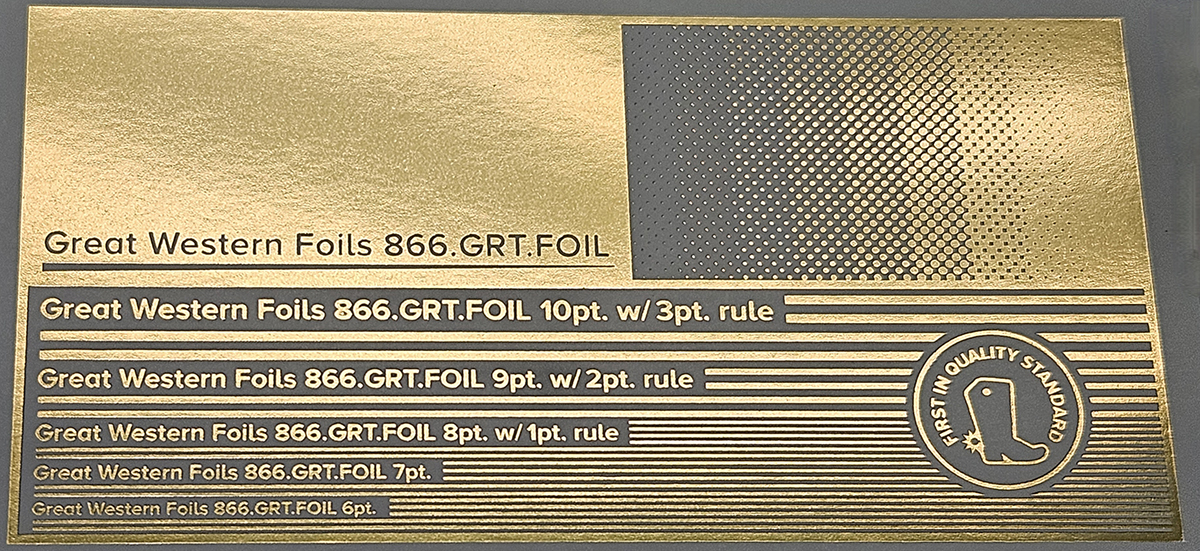 Great Western Foils 866.GRT.FOIL
Great Western Foils 866.GRT.FOIL 10pt. w/ 3pt. rule
Great Western Foils 866.GRT.FOIL 9pt. w/ 2pt. rule
Great Western Foils 866.GRT.FOIL 8pt. w/ 1pt. rule
Great Western Foils 866.GRT.FOIL 7pt.
Great Western Foils 866.GRT.FOIL 6pt.
FIRST IN QUALITY STANDARD